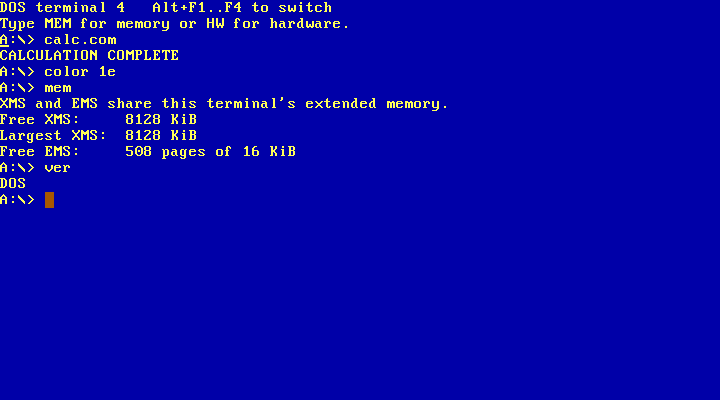 DOS terminal 4   Alt+F1..F4 to switch
Type MEM for memory or HW for hardware.
A:\> calc.com
CALCULATION COMPLETE
A:\> color 1e
A:\> mem
XMS and EMS share this terminal's extended memory.
Free XMS:     8128 KiB
Largest XMS:  8128 KiB
Free EMS:     508 pages of 16 KiB
A:\> ver
DOS
A:\>